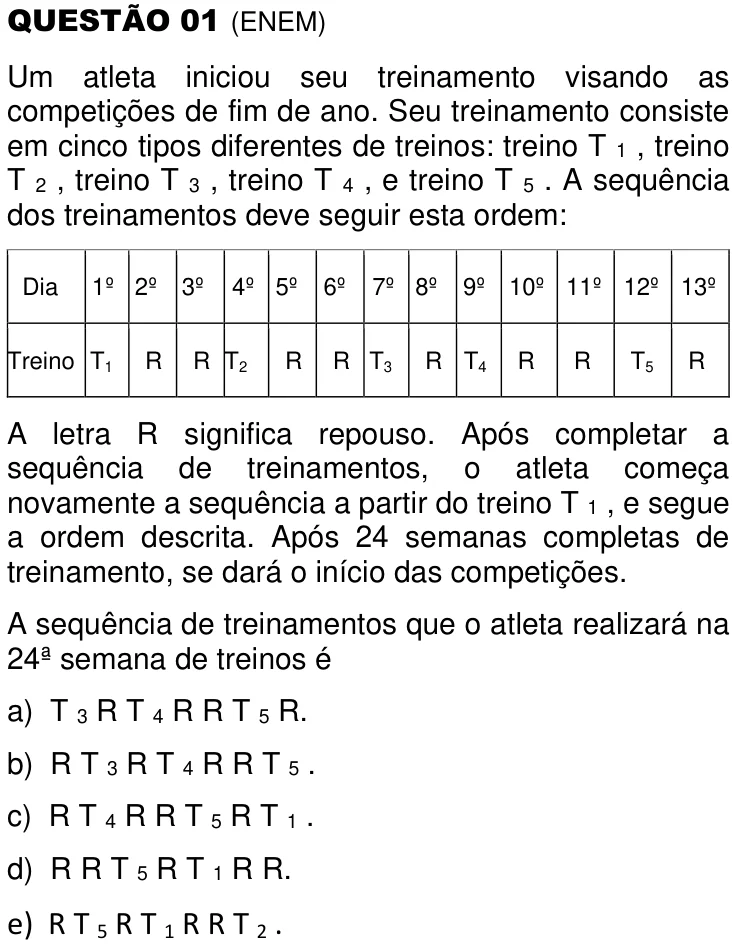 QUESTÃO 01 (ENEM)
Um atleta iniciou seu treinamento visando as
competições de fim de ano. Seu treinamento consiste
em cinco tipos diferentes de treinos: treino T 1 , treino
T 2 , treino T 3 , treino T 4 , e treino T 5 . A sequência
dos treinamentos deve seguir esta ordem:
Dia 1º 2º 3º 4º 5º 6º 7º 8º 9º 10º 11º 12º 13º
Treino T1 R R T2 R R T3 R T4 R R T5 R
A letra R significa repouso. Após completar a
sequência de treinamentos, o atleta começa
novamente a sequência a partir do treino T 1 , e segue
a ordem descrita. Após 24 semanas completas de
treinamento, se dará o início das competições.
A sequência de treinamentos que o atleta realizará na
24ª semana de treinos é
a) T 3 R T 4 R R T 5 R.
b) R T 3 R T 4 R R T 5 .
c) R T 4 R R T 5 R T 1 .
d) R R T 5 R T 1 R R.
e) R T 5 R T 1 R R T 2 .